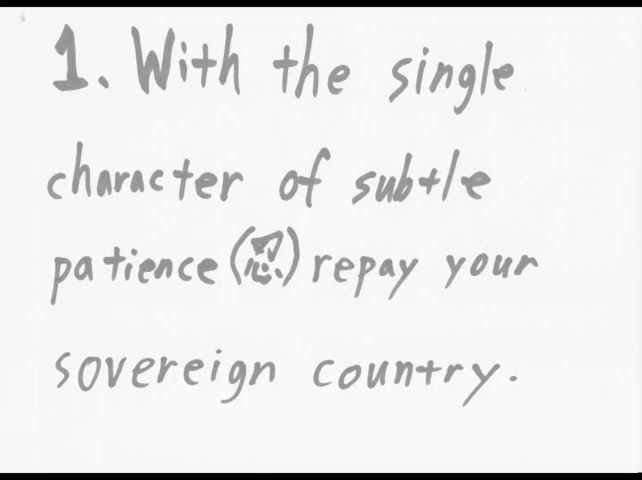 1. With the single
character of subtle
patience (忍) repay your
sovereign country.